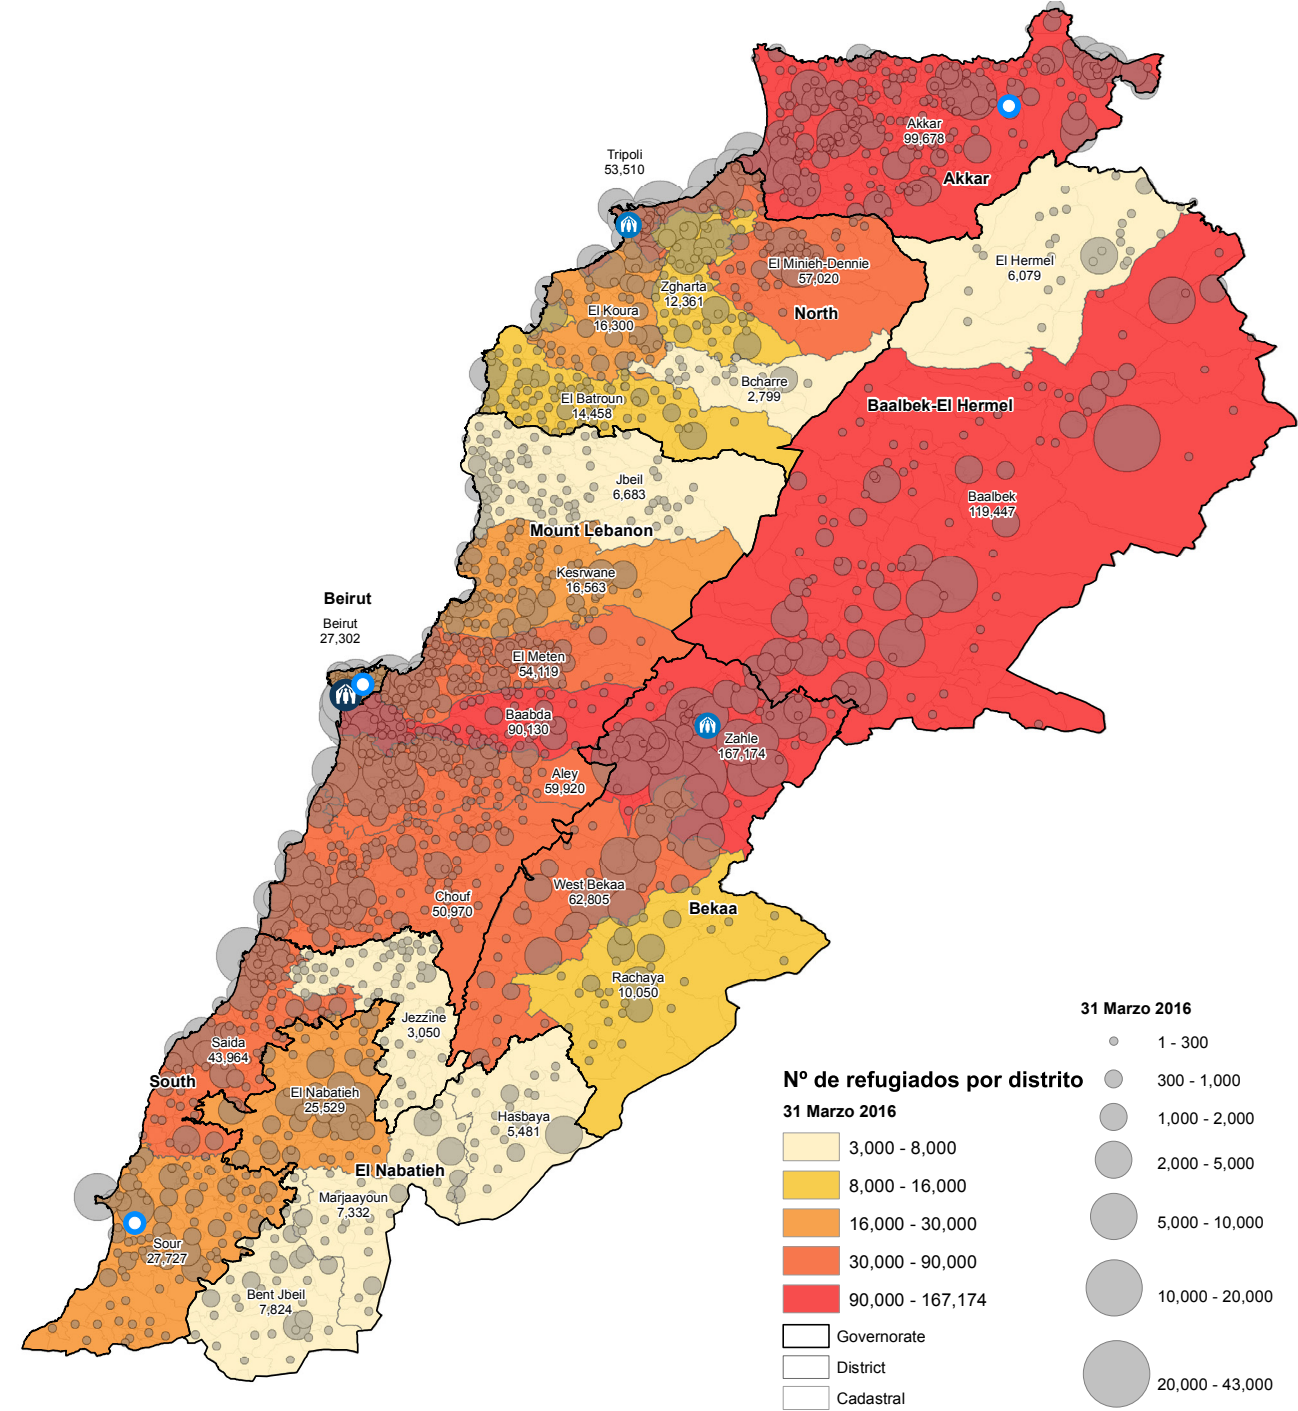 Akkar
99,678
Akkar
Tripoli
53,510
El Hermel
6,079
El Minieh-Dennie
57,020
Zgharta
12,361
El Koura
16,300
North
Bcharre
2,799
El Batroun
14,458
Baalbek-El Hermel
Jbeil
6,683
Baalbek
119,447
Mount Lebanon
Kesrwane
16,563
Beirut
Beirut
27,302
El Meten
54,119
Baabda
90,130
Zahle
167,174
Aley
59,920
West Bekaa
62,805
Chouf
50,970
Bekaa
Rachaya
10,050
Jezzine
3,050
Saida
43,964
South
El Nabatieh
25,529
Hasbaya
5,481
El Nabatieh
Marjaayoun
7,332
Sour
27,727
Bent Jbeil
7,824
Nº de refugiados por distrito
31 Marzo 2016
3,000 - 8,000
8,000 - 16,000
16,000 - 30,000
30,000 - 90,000
90,000 - 167,174
Governorate
District
Cadastral
31 Marzo 2016
1 - 300
300 - 1,000
1,000 - 2,000
2,000 - 5,000
5,000 - 10,000
10,000 - 20,000
20,000 - 43,000